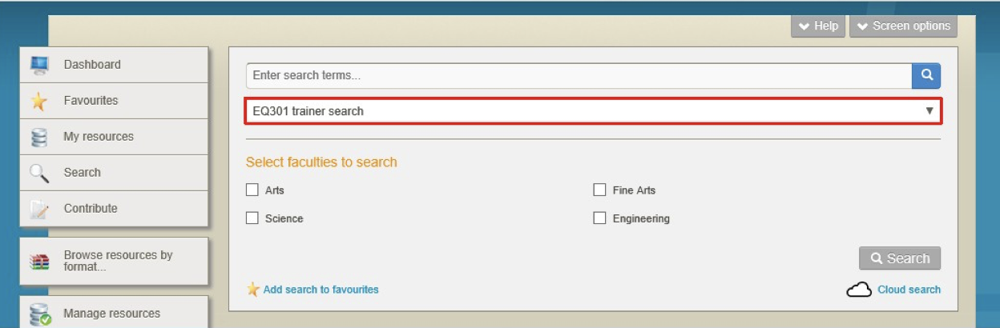 Help
Screen options
Dashboard
Favourites
My resources
Search
Contribute
Browse resources by
format...
Manage resources
Enter search terms...
EQ301 trainer search
Select faculties to search
Arts
Fine Arts
Science
Engineering
Search
Add search to favourites
Cloud search